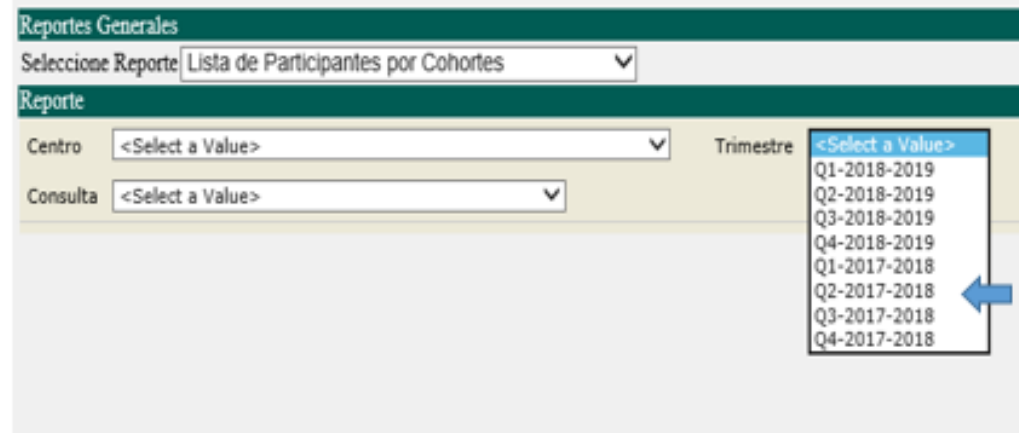 Reportes Generales
Seleccione Reporte Lista de Participantes por Cohortes
Reporte
Centro <Select a Value> Trimestre <Select a Value>
Q1-2018-2019
Consulta <Select a Value> Q2-2018-2019
Q3-2018-2019
Q4-2018-2019
Q1-2017-2018
Q2-2017-2018
Q3-2017-2018
Q4-2017-2018